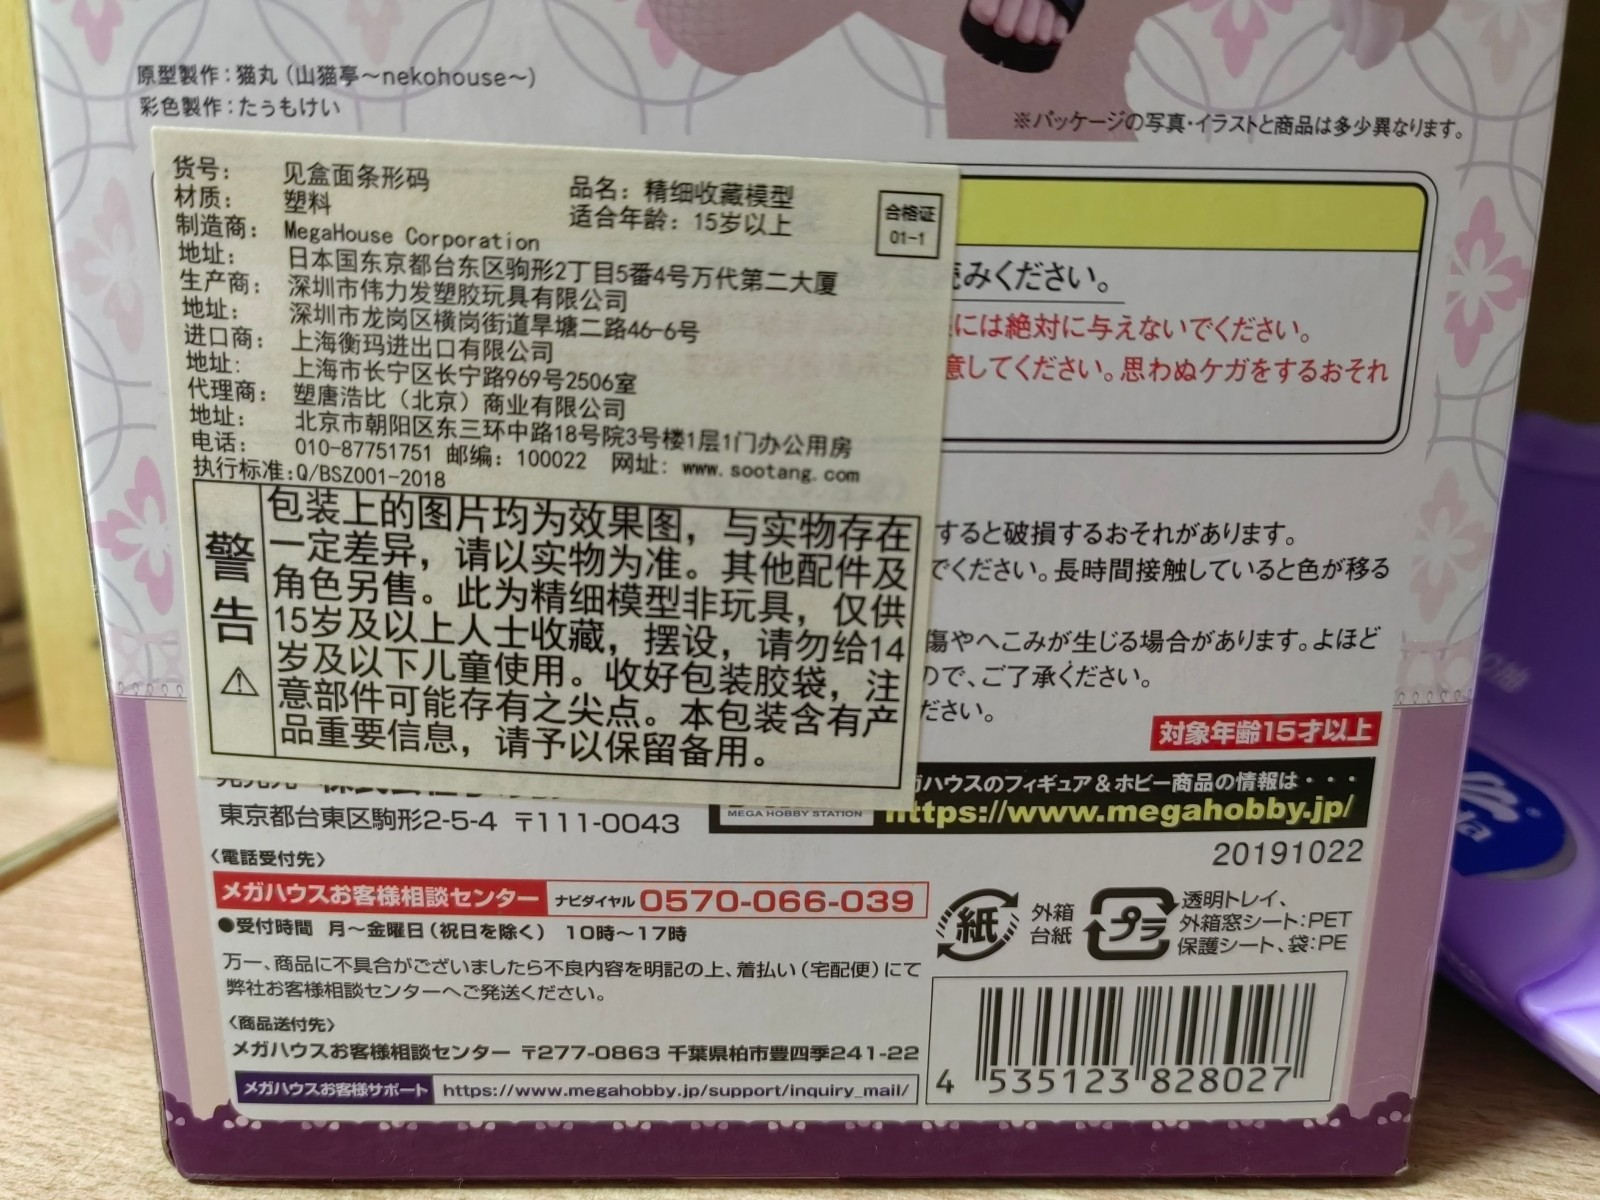 原型製作：猫丸（山猫亭～nekohouse～）
彩色製作：たぅもけい
※パッケージの写真・イラストと商品は多少異なります。
货号： 见盒面条形码 品名：精细收藏模型
材质： 塑料 适合年龄：15岁以上
合格证
01-1
制造商： MegaHouse Corporation
地址： 日本国东京都台东区驹形2丁目5番4号万代第二大厦
生产商： 深圳市伟力发塑胶玩具有限公司
地址： 深圳市龙岗区横岗街道旱塘二路46-6号
进口商： 上海衡玛进出口有限公司
地址： 上海市长宁区长宁路969号2506室
代理商： 塑唐浩比（北京）商业有限公司
地址： 北京市朝阳区东三环中路18号院3号楼1层1门办公用房
电话： 010-87751751 邮编：100022 网址：www.sootang.com
执行标准:Q/BSZ001-2018
警告
包装上的图片均为效果图，与实物存在
一定差异，请以实物为准。其他配件及
角色另售。此为精细模型非玩具，仅供
15岁及以上人士收藏，摆设，请勿给14
岁及以下儿童使用。收好包装胶袋，注
意部件可能存有之尖点。本包装含有产
品重要信息，请予以保留备用。
みください。
には絶対に与えないでください。
意してください。思わぬケガをするおそれ
すると破損するおそれがあります。
でください。長時間接触していると色が移る
傷やへこみが生じる場合があります。よほど
ので、ご了承ください。
ださい。
対象年齢15才以上
ガハウスのフィギュア＆ホビー商品の情報は・・・
MEGA HOBBY STATION
https://www.megahobby.jp/
東京都台東区駒形2-5-4 〒111-0043
20191022
〈電話受付先〉
メガハウスお客様相談センター ナビダイヤル 0570-066-039
●受付時間 月～金曜日（祝日を除く） 10時～17時
万一、商品に不具合がございましたら不良内容を明記の上、着払い（宅配便）にて
弊社お客様相談センターへご発送ください。
〈商品送付先〉
メガハウスお客様相談センター 〒277-0863 千葉県柏市豊四季241-22
メガハウスお客様サポート https://www.megahobby.jp/support/inquiry_mail/
紙
外箱
台紙
プラ
透明トレイ、
外箱窓シート:PET
保護シート、袋:PE
4 535123 828027